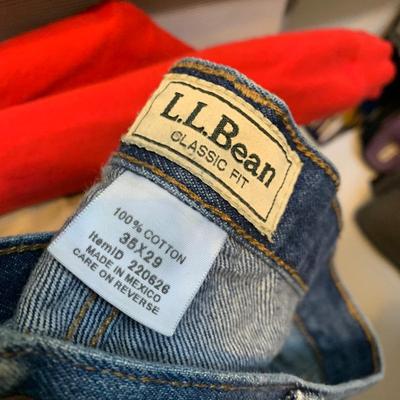 L.L.Bean
CLASSIC FIT
100% COTTON
35X29
ItemID 220626
MADE IN MEXICO
CARE ON REVERSE